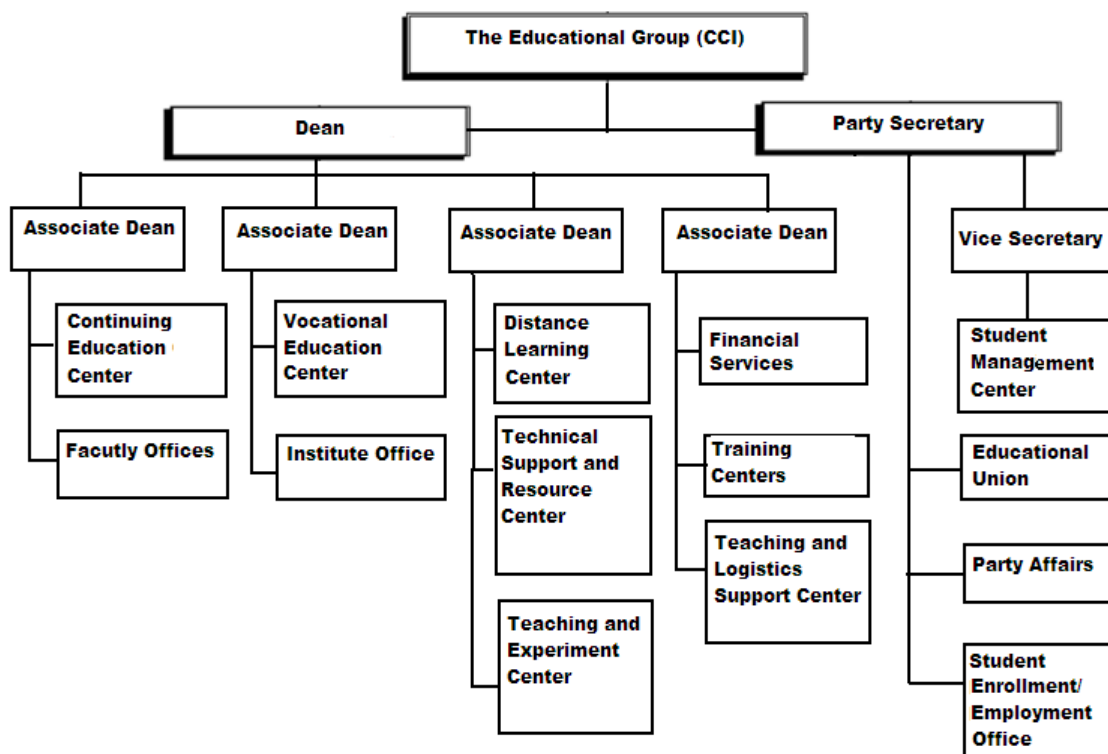 The Educational Group (CCI)
Dean
Party Secretary
Associate Dean
Associate Dean
Associate Dean
Associate Dean
Vice Secretary
Continuing
Education
Center
Facutly Offices
Vocational
Education
Center
Institute Office
Distance
Learning
Center
Technical
Support and
Resource
Center
Teaching and
Experiment
Center
Financial
Services
Training
Centers
Teaching and
Logistics
Support Center
Student
Management
Center
Educational
Union
Party Affairs
Student
Enrollment/
Employment
Office